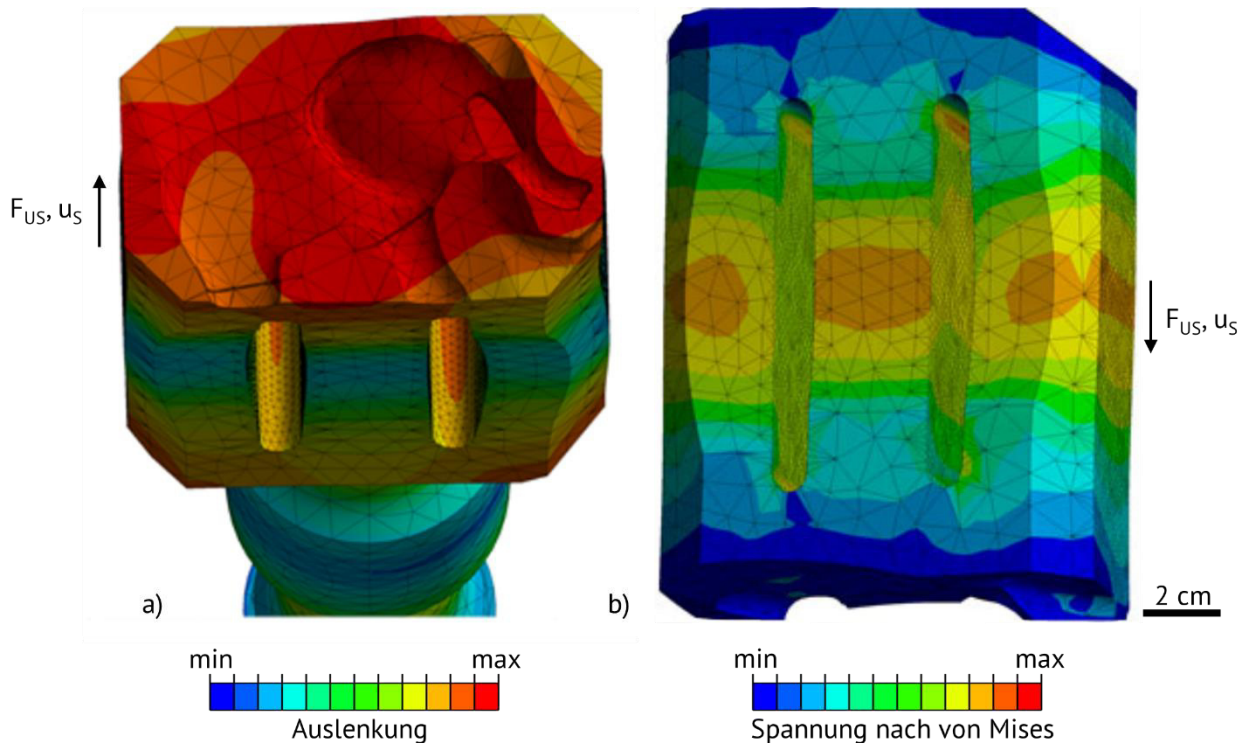 F_US, u_S
F_US, u_S
a)
b)
2 cm
min max
min max
Auslenkung
Spannung nach von Mises